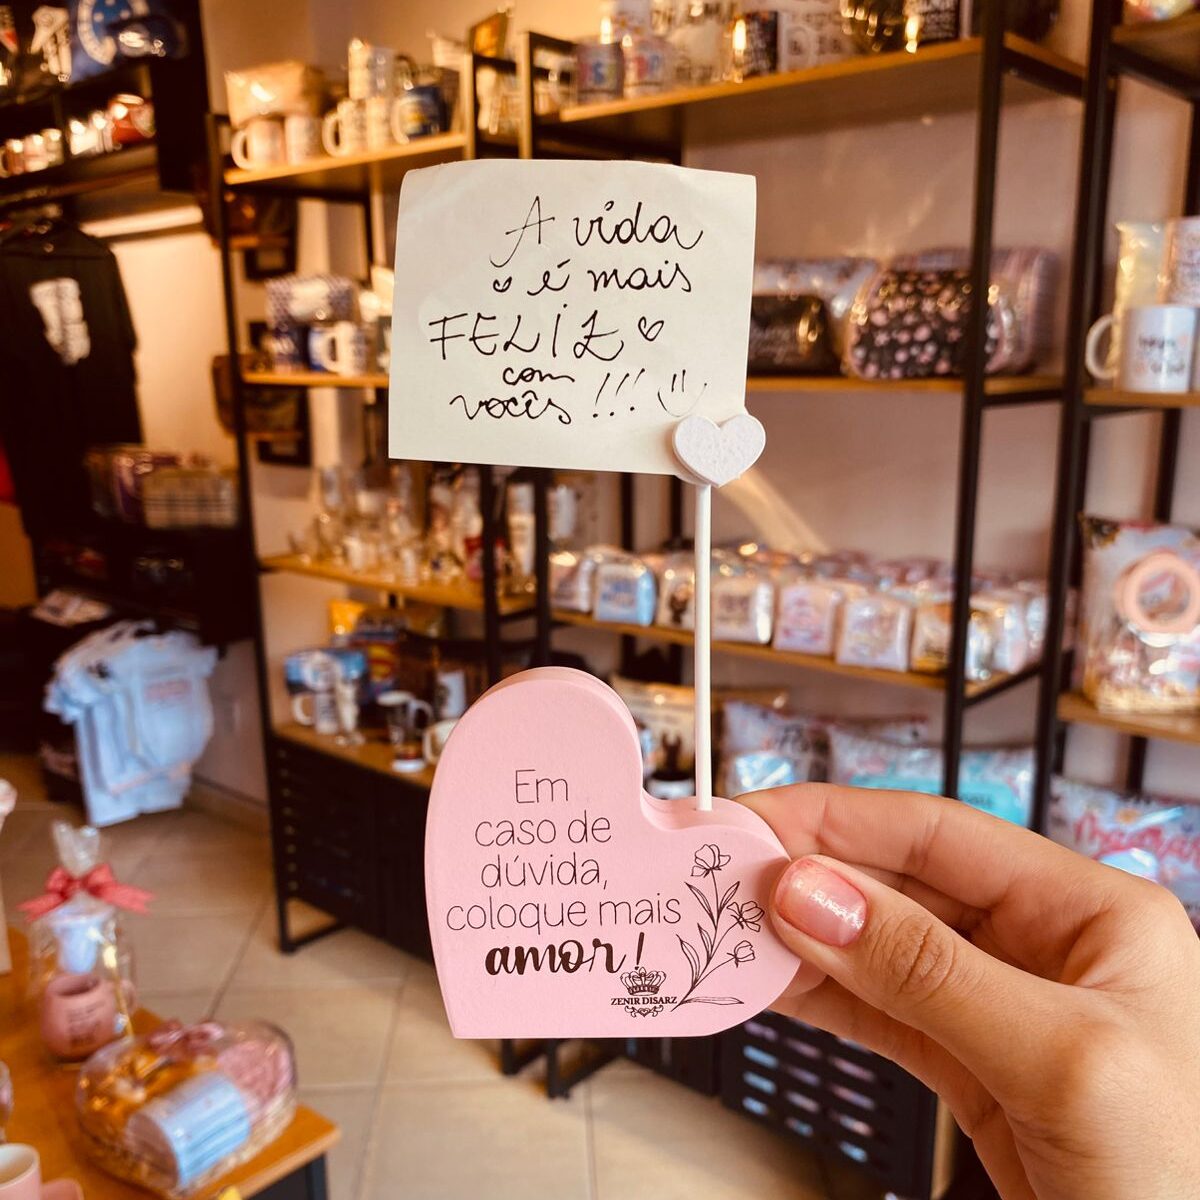 A vida
é mais
FELIZ
com
vocês !!!
Em
caso de
dúvida,
coloque mais
amor!
ZENIR DISARZ